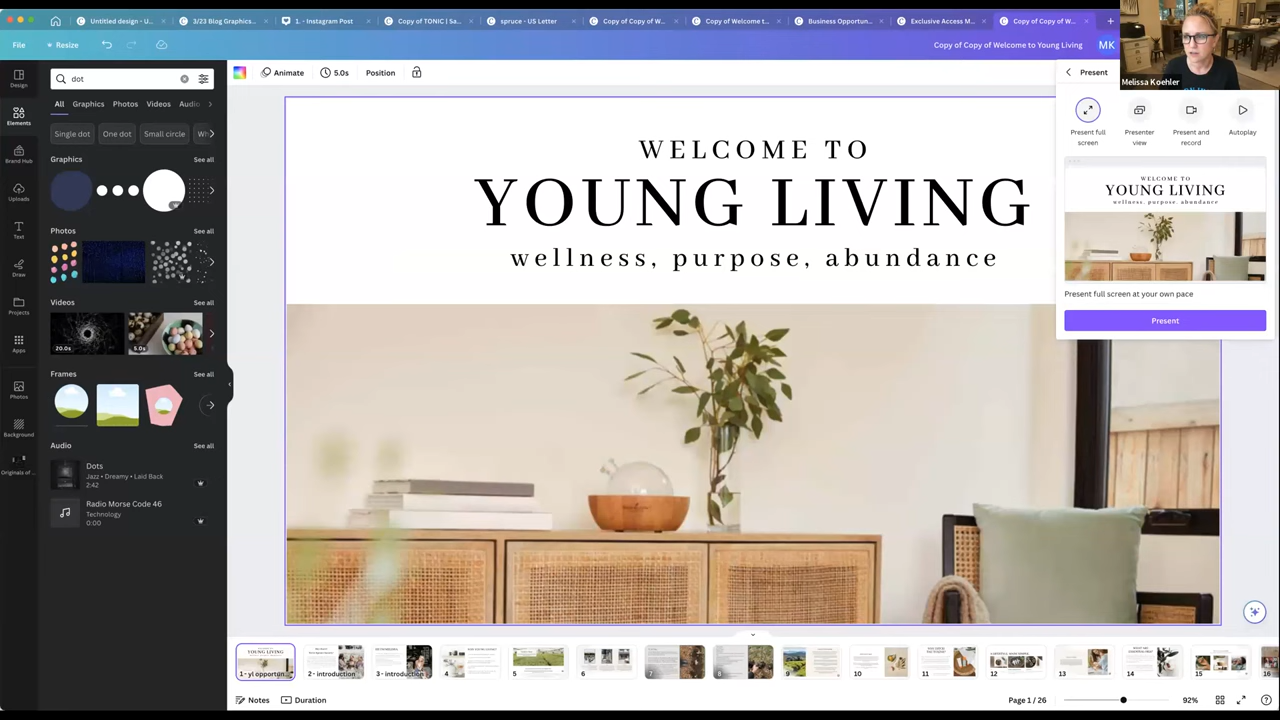 Untitled design - U...
3/23 Blog Graphics...
1. - Instagram Post
Copy of TONIC | Sa...
spruce - US Letter
Copy of Copy of W...
Copy of Welcome t...
Business Opportun...
Exclusive Access M...
Copy of Copy of W...
File
Resize
Copy of Copy of Welcome to Young Living
MK
Melissa Koehler
Design
Elements
Brand Hub
Uploads
Text
Draw
Projects
Apps
Photos
Background
Originals of ...
dot
All
Graphics
Photos
Videos
Audio
Single dot
One dot
Small circle
Wh
Graphics
See all
Photos
See all
Videos
See all
20.0s
5.0s
Frames
See all
Audio
See all
Dots
Jazz • Dreamy • Laid Back
2:42
Radio Morse Code 46
Technology
0:00
Animate
5.0s
Position
WELCOME TO
YOUNG LIVING
wellness, purpose, abundance
Present
Present full screen
Presenter view
Present and record
Autoplay
WELCOME TO
YOUNG LIVING
wellness, purpose, abundance
Present full screen at your own pace
Present
YOUNG LIVING
1 - yl opportun...
2 - introduction
3 - introduction
4
5
6
7
8
9
10
11
12
13
14
15
16
Notes
Duration
Page 1 / 26
92%